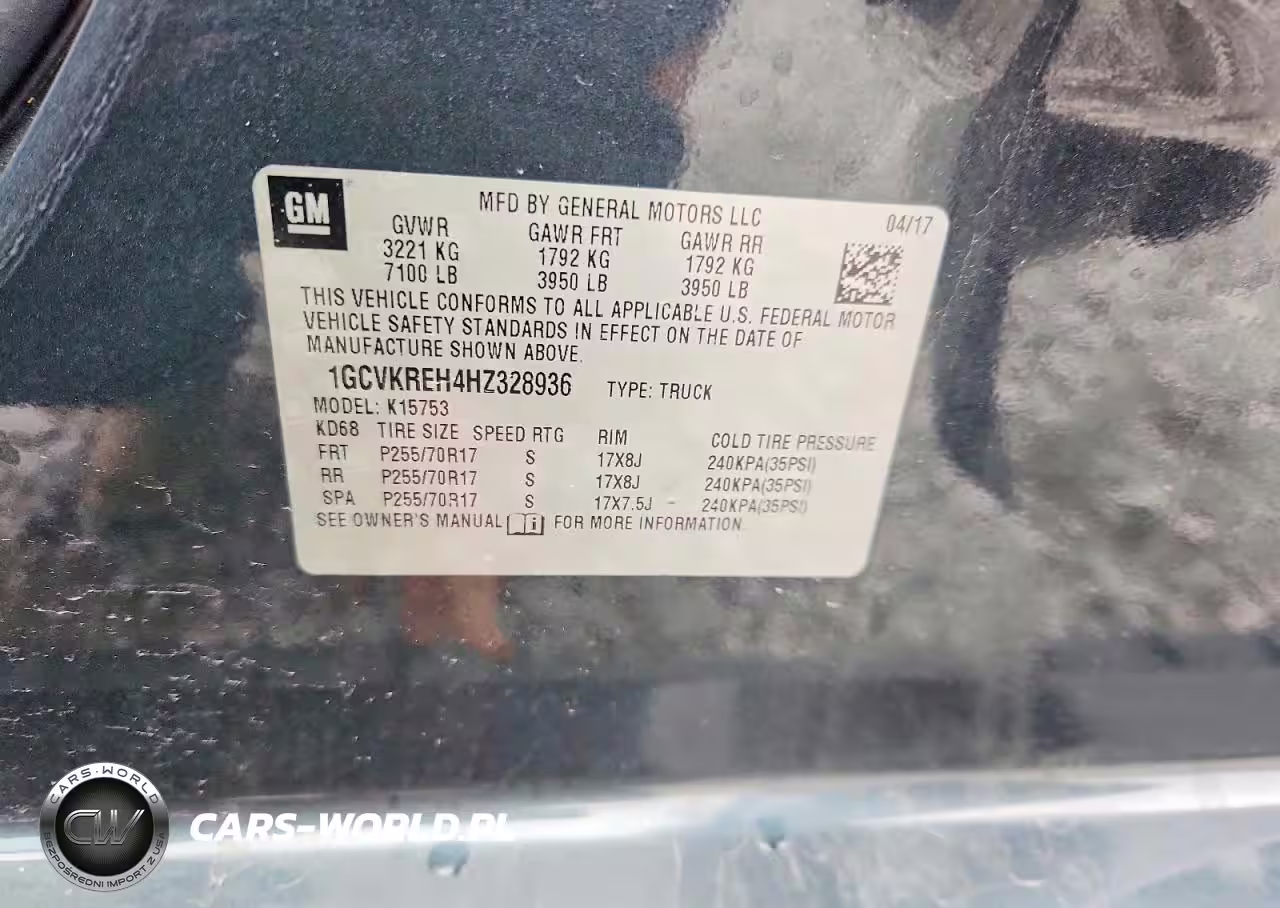 GM
MFD BY GENERAL MOTORS LLC
04/17
GVWR GAWR FRT GAWR RR
3221 KG 1792 KG 1792 KG
7100 LB 3950 LB 3950 LB
THIS VEHICLE CONFORMS TO ALL APPLICABLE U.S. FEDERAL MOTOR
VEHICLE SAFETY STANDARDS IN EFFECT ON THE DATE OF
MANUFACTURE SHOWN ABOVE.
1GCVKREH4HZ328936 TYPE: TRUCK
MODEL: K15753
KD68 TIRE SIZE SPEED RTG RIM COLD TIRE PRESSURE
FRT P255/70R17 S 17X8J 240KPA(35PSI)
RR P255/70R17 S 17X8J 240KPA(35PSI)
SPA P255/70R17 S 17X7.5J - 240KPA(35PSI)
SEE OWNER'S MANUAL FOR MORE INFORMATION.
CARS-WORLD
CW
BEZPOŚREDNI IMPORT Z USA
CARS-WORLD.PL